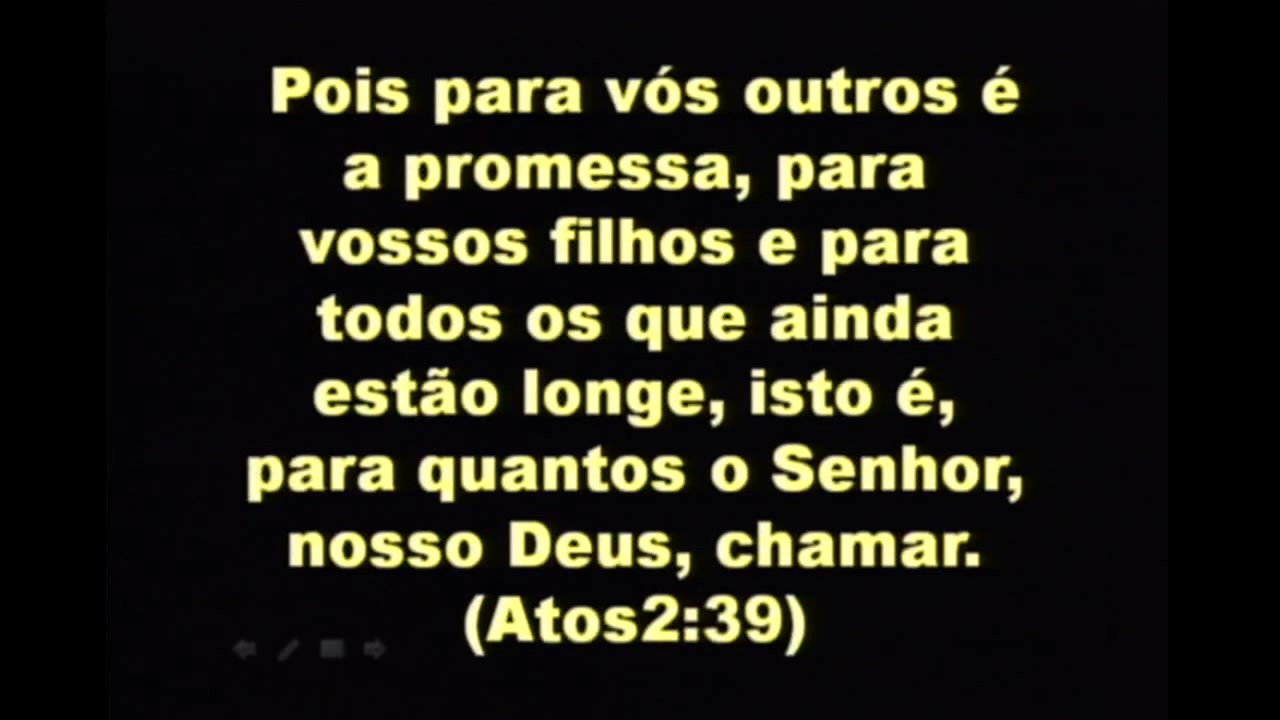 Pois para vós outros é
a promessa, para
vossos filhos e para
todos os que ainda
estão longe, isto é,
para quantos o Senhor,
nosso Deus, chamar.
(Atos2:39)